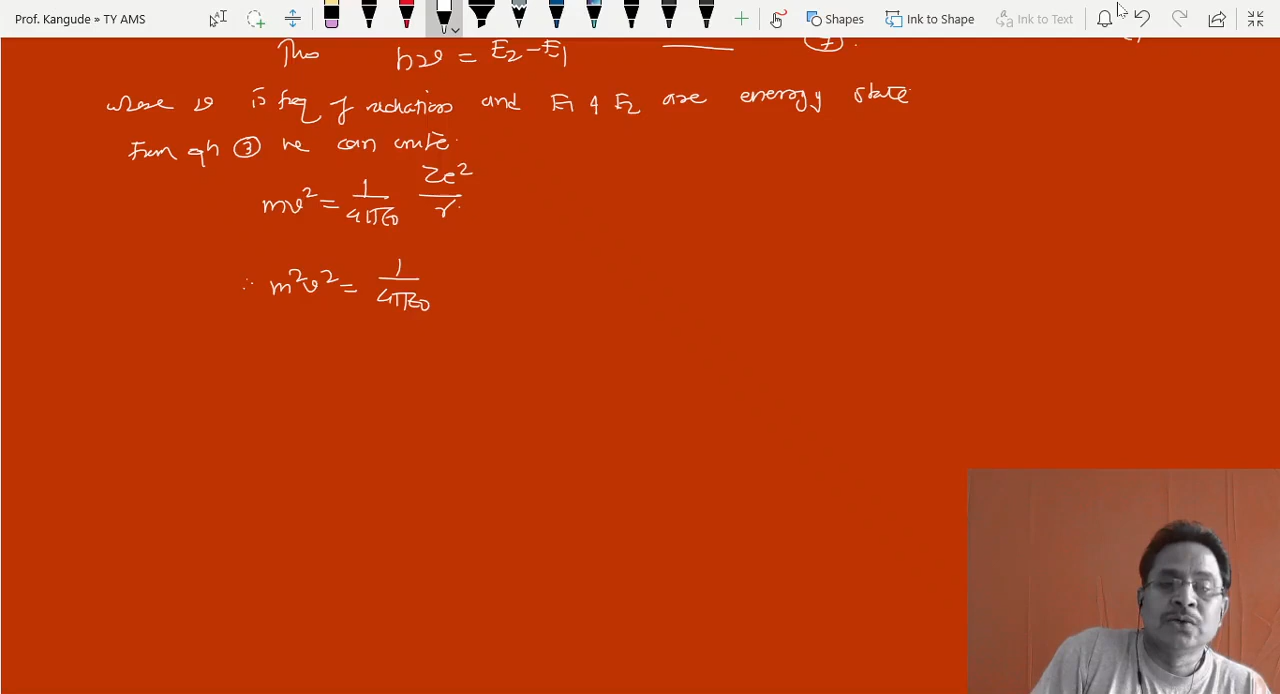 Prof. Kangude » TY AMS
Shapes
Ink to Shape
Ink to Text
Thus hν = E₂ - E₁ ⑦.
where ν is freq of radiation and E₁ & E₂ are energy state
From eqn ③ we can write.
mv² = 1/4πε₀ Ze²/r
∴ m²v² = 1/4πε₀